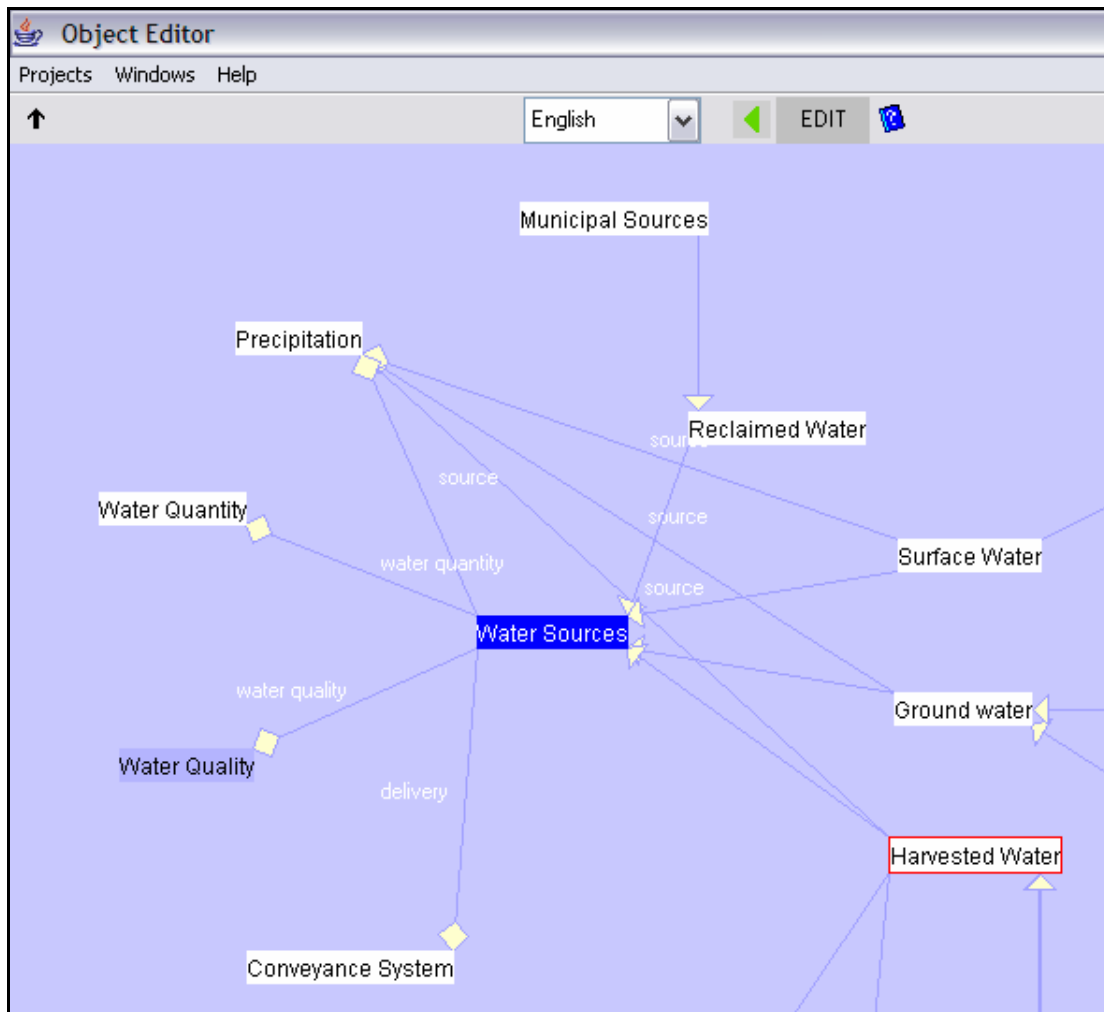 Object Editor
Projects Windows Help
English EDIT
Municipal Sources
Precipitation
Reclaimed Water
source
source
Water Quantity
source
Surface Water
water quantity
source
Water Sources
water quality
Ground water
Water Quality
delivery
Harvested Water
Conveyance System